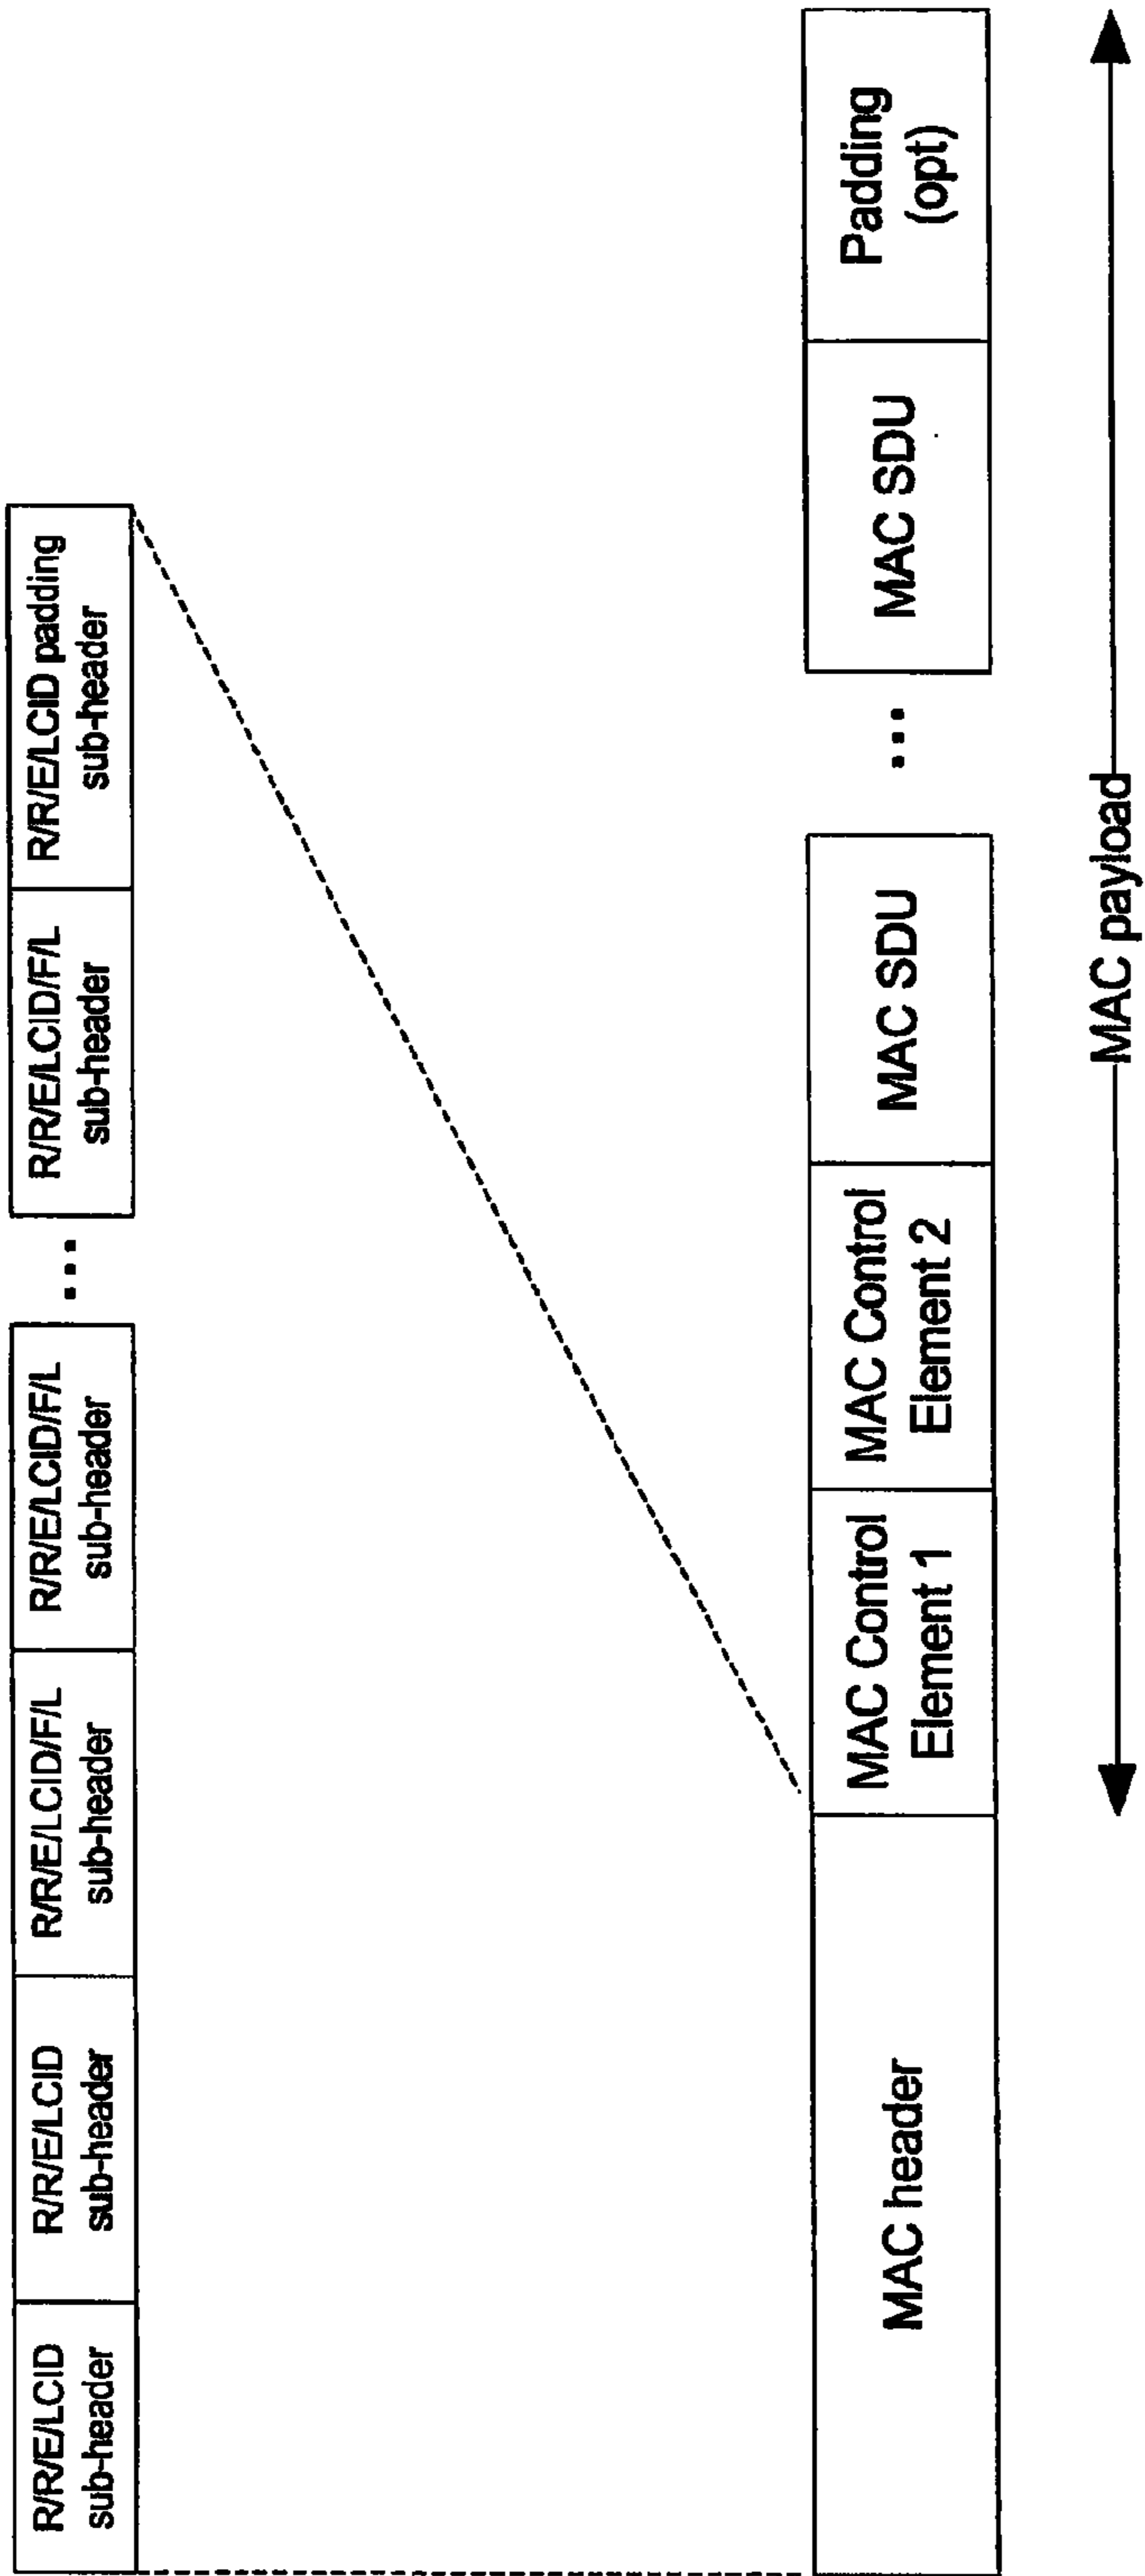 R/R/E/LCID
sub-header
R/R/E/LCID
sub-header
R/R/E/LCID/F/L
sub-header
R/R/E/LCID/F/L
sub-header
...
R/R/E/LCID/F/L
sub-header
R/R/E/LCID padding
sub-header
MAC header
MAC Control
Element 1
MAC Control
Element 2
MAC SDU
...
MAC SDU
Padding
(opt)
MAC payload